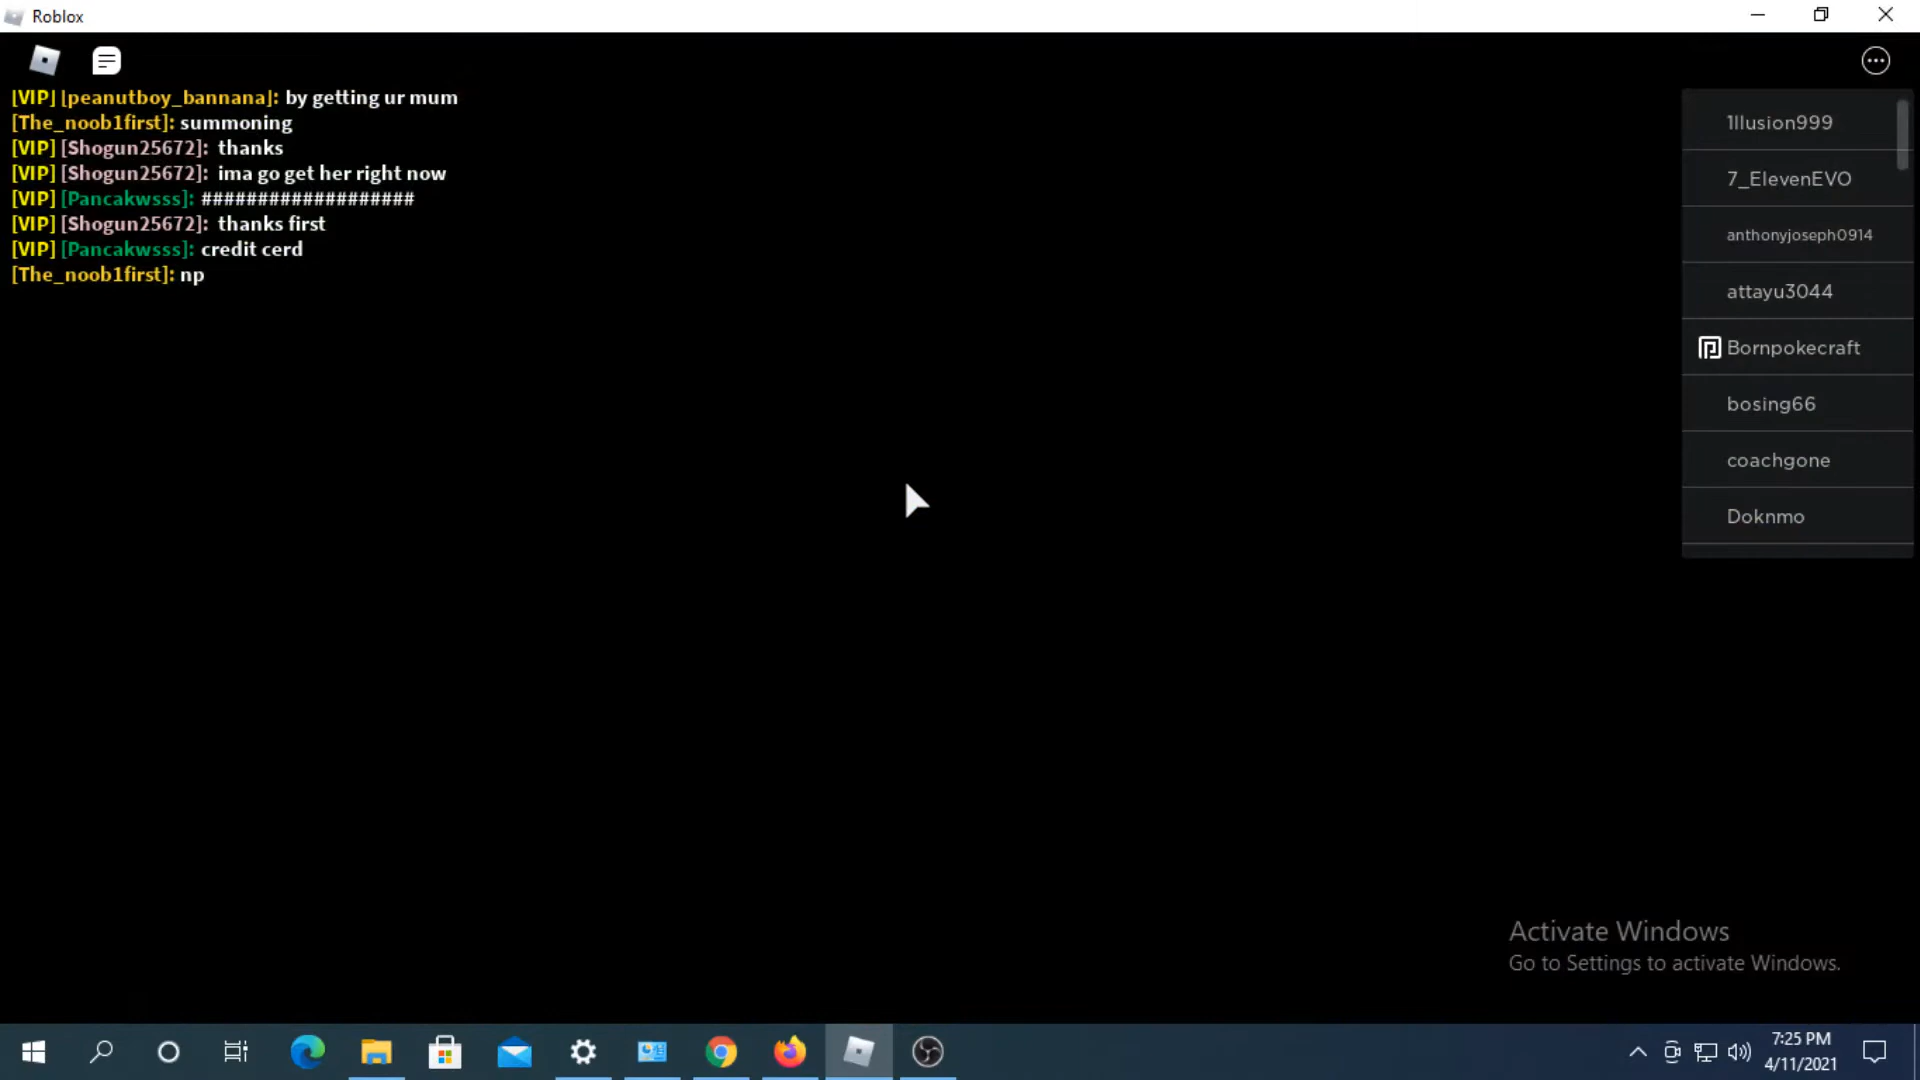 Roblox
[VIP] [peanutboy_bannana]: by getting ur mum
[The_noob1first]: summoning
[VIP] [Shogun25672]: thanks
[VIP] [Shogun25672]: ima go get her right now
[VIP] [Pancakwsss]: ###################
[VIP] [Shogun25672]: thanks first
[VIP] [Pancakwsss]: credit cerd
[The_noob1first]: np
1llusion999
7_ElevenEVO
anthonyjoseph0914
attayu3044
Bornpokecraft
bosing66
coachgone
Doknmo
Activate Windows
Go to Settings to activate Windows.
7:25 PM
4/11/2021